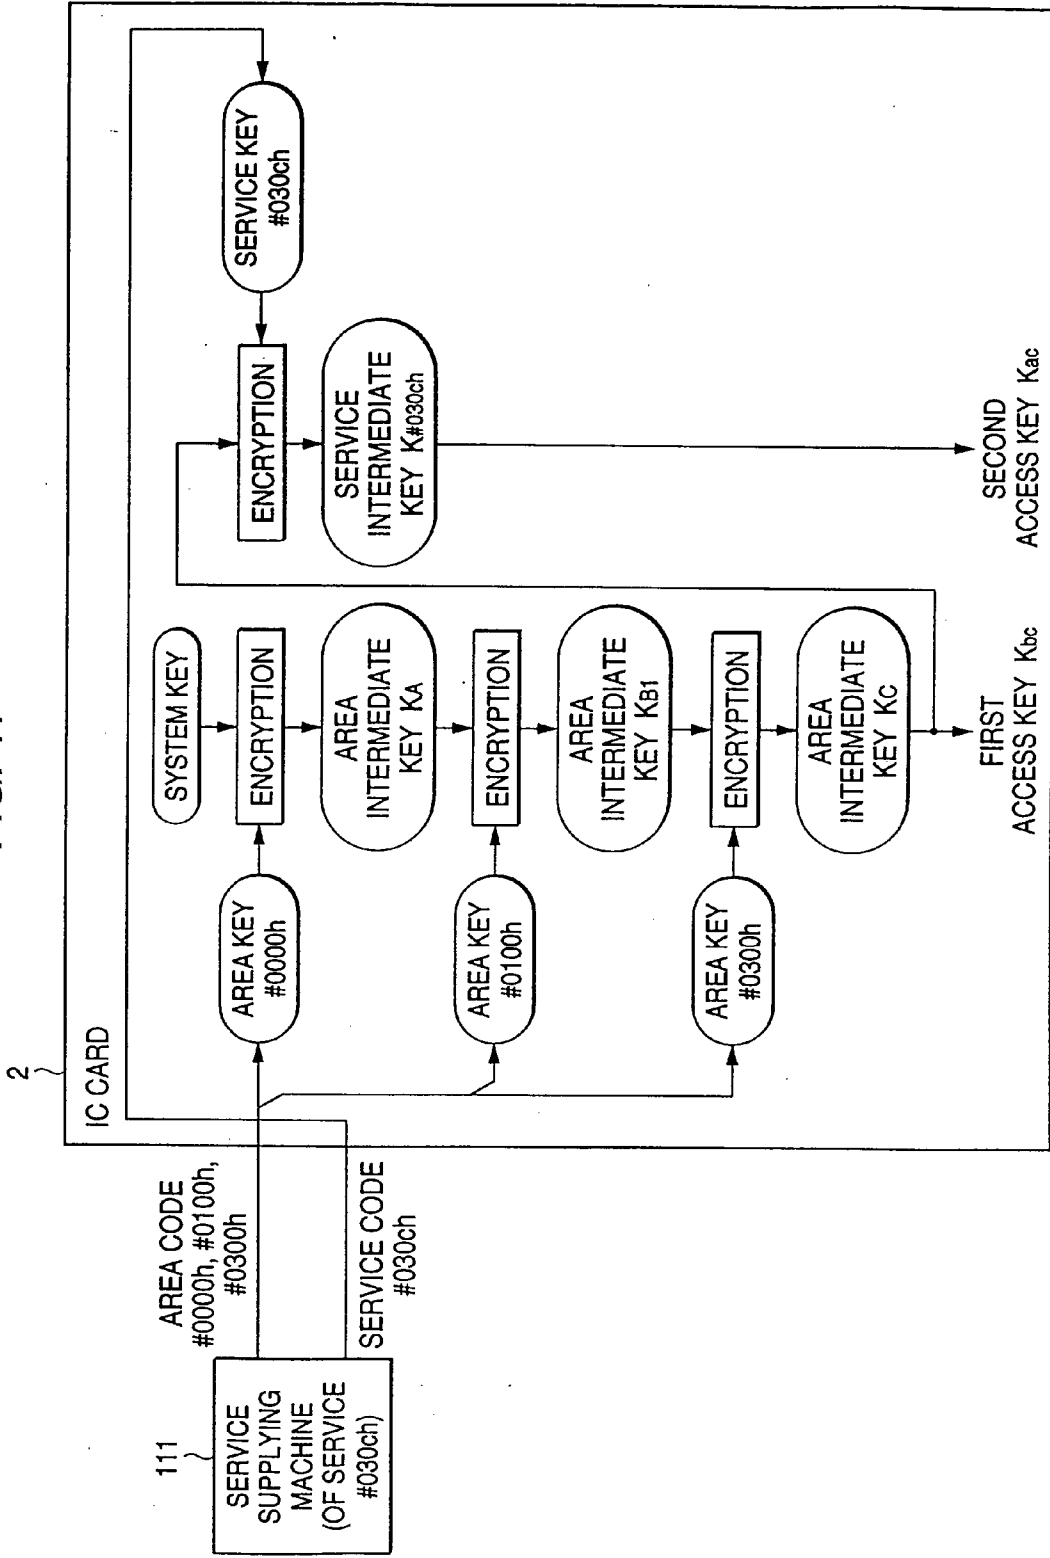 2
IC CARD
111
SERVICE
SUPPLYING
MACHINE
(OF SERVICE
#030ch)
AREA CODE
#0000h, #0100h,
#0300h
SERVICE CODE
#030ch
AREA KEY
#0000h
AREA KEY
#0100h
AREA KEY
#0300h
SYSTEM KEY
ENCRYPTION
AREA
INTERMEDIATE
KEY KA
ENCRYPTION
AREA
INTERMEDIATE
KEY KB1
ENCRYPTION
AREA
INTERMEDIATE
KEY KC
FIRST
ACCESS KEY Kbc
ENCRYPTION
SERVICE
INTERMEDIATE
KEY K#030ch
SERVICE KEY
#030ch
SECOND
ACCESS KEY Kac